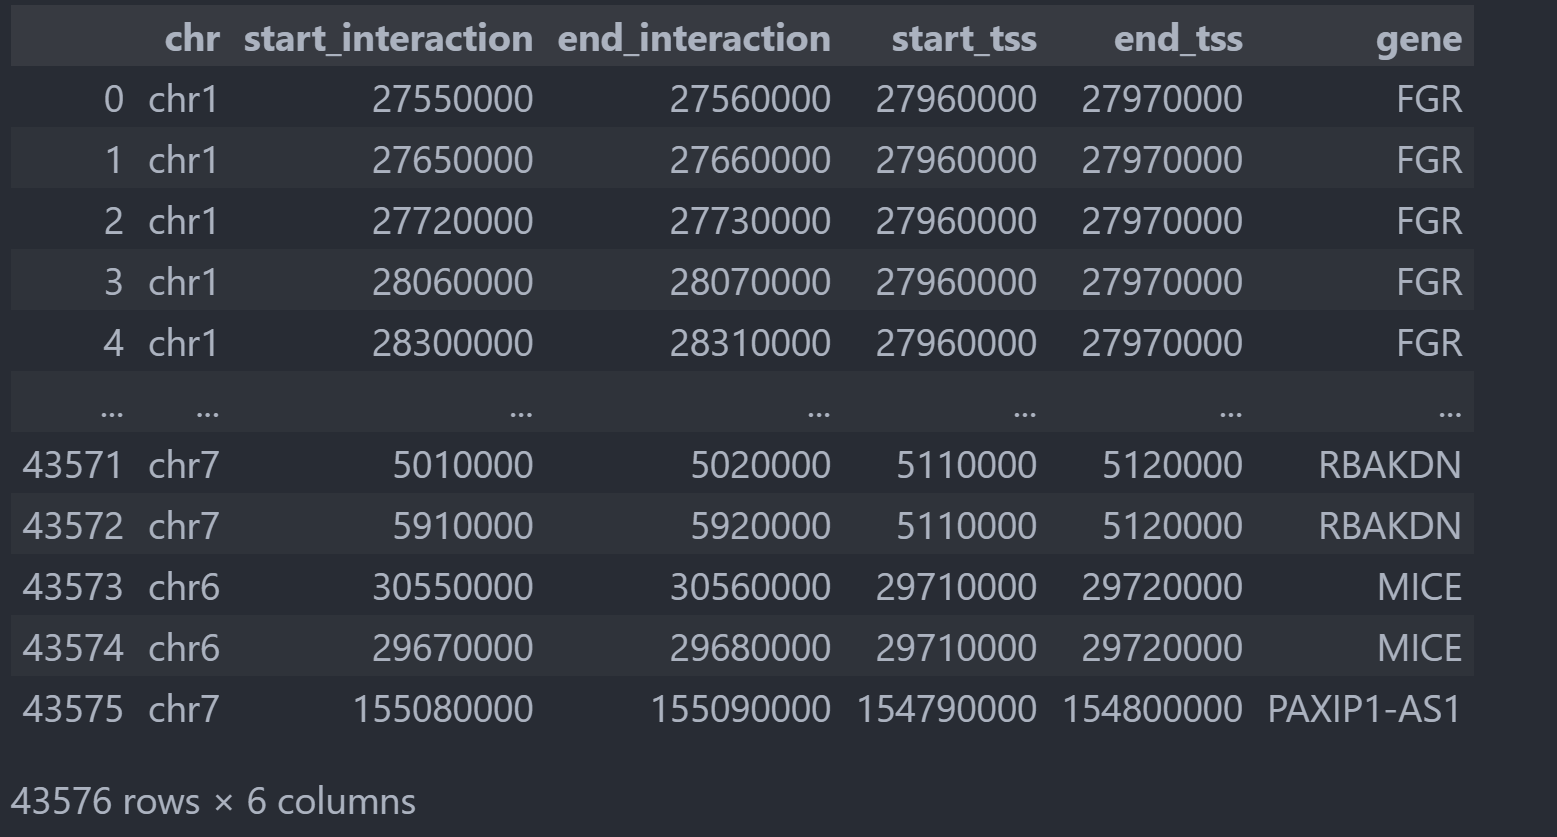 chr start_interaction end_interaction start_tss end_tss gene
0 chr1 27550000 27560000 27960000 27970000 FGR
1 chr1 27650000 27660000 27960000 27970000 FGR
2 chr1 27720000 27730000 27960000 27970000 FGR
3 chr1 28060000 28070000 27960000 27970000 FGR
4 chr1 28300000 28310000 27960000 27970000 FGR
... ... ... ... ... ... ...
43571 chr7 5010000 5020000 5110000 5120000 RBAKDN
43572 chr7 5910000 5920000 5110000 5120000 RBAKDN
43573 chr6 30550000 30560000 29710000 29720000 MICE
43574 chr6 29670000 29680000 29710000 29720000 MICE
43575 chr7 155080000 155090000 154790000 154800000 PAXIP1-AS1
43576 rows × 6 columns